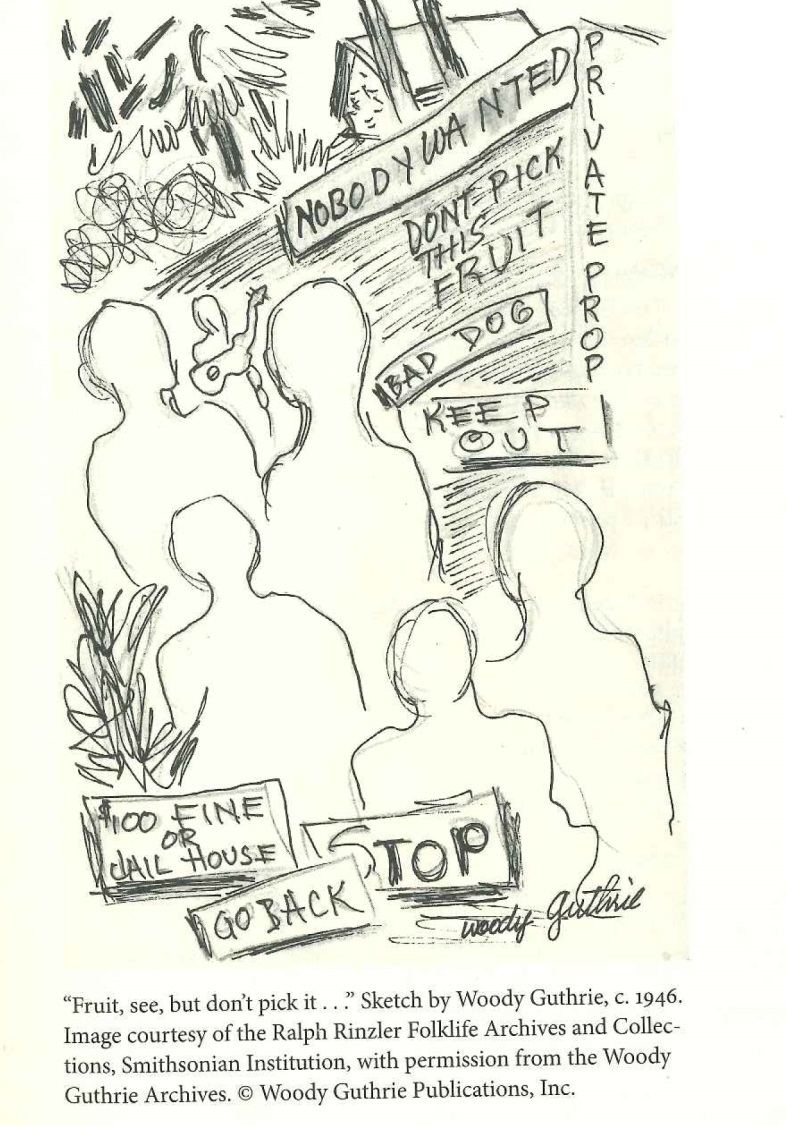 NOBODY WANTED
PRIVATE PROP
DONT PICK
THIS
FRUIT
BAD DOG
KEEP
OUT
$100 FINE
OR
JAIL HOUSE
STOP
GO BACK
woody guthrie
“Fruit, see, but don’t pick it . . .” Sketch by Woody Guthrie, c. 1946.
Image courtesy of the Ralph Rinzler Folklife Archives and Collec-
tions, Smithsonian Institution, with permission from the Woody
Guthrie Archives. © Woody Guthrie Publications, Inc.